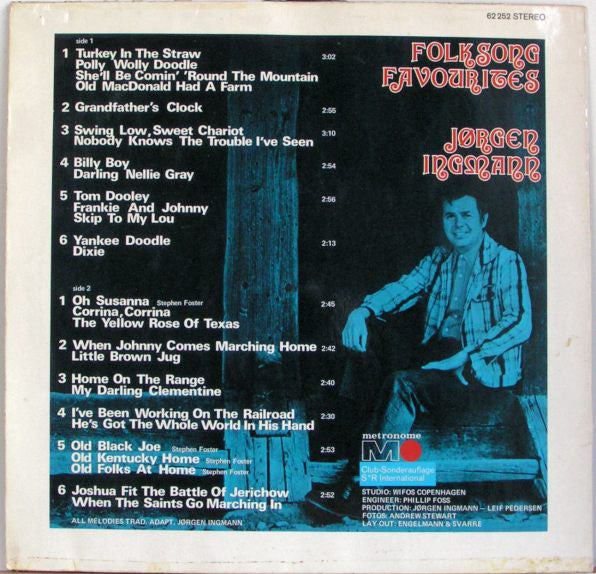 62 252 STEREO
FOLKSONG
FAVOURITES
JØRGEN
INGMANN
side 1
1 Turkey In The Straw
Polly Wolly Doodle
She'll Be Comin' 'Round The Mountain
Old MacDonald Had A Farm 3:02
2 Grandfather's Clock 2:55
3 Swing Low, Sweet Chariot
Nobody Knows The Trouble I've Seen 3:10
4 Billy Boy
Darling Nellie Gray 2:54
5 Tom Dooley
Frankie And Johnny
Skip To My Lou 2:56
6 Yankee Doodle
Dixie 2:13
side 2
1 Oh Susanna Stephen Foster
Corrina, Corrina
The Yellow Rose Of Texas 2:45
2 When Johnny Comes Marching Home
Little Brown Jug 2:42
3 Home On The Range
My Darling Clementine 2:40
4 I've Been Working On The Railroad
He's Got The Whole World In His Hand 2:30
5 Old Black Joe Stephen Foster
Old Kentucky Home Stephen Foster
Old Folks At Home Stephen Foster 2:53
6 Joshua Fit The Battle Of Jerichow
When The Saints Go Marching In 2:52
ALL MELODIES TRAD. ADAPT. JØRGEN INGMANN
metronome
M
Club-Sonderauflage
S*R International
STUDIO: WIFOS COPENHAGEN
ENGINEER: PHILLIP FOSS
PRODUCTION: JØRGEN INGMANN – LEIF PEDERSEN
FOTOS: ANDREW STEWART
LAY-OUT: ENGELMANN & SVARRE